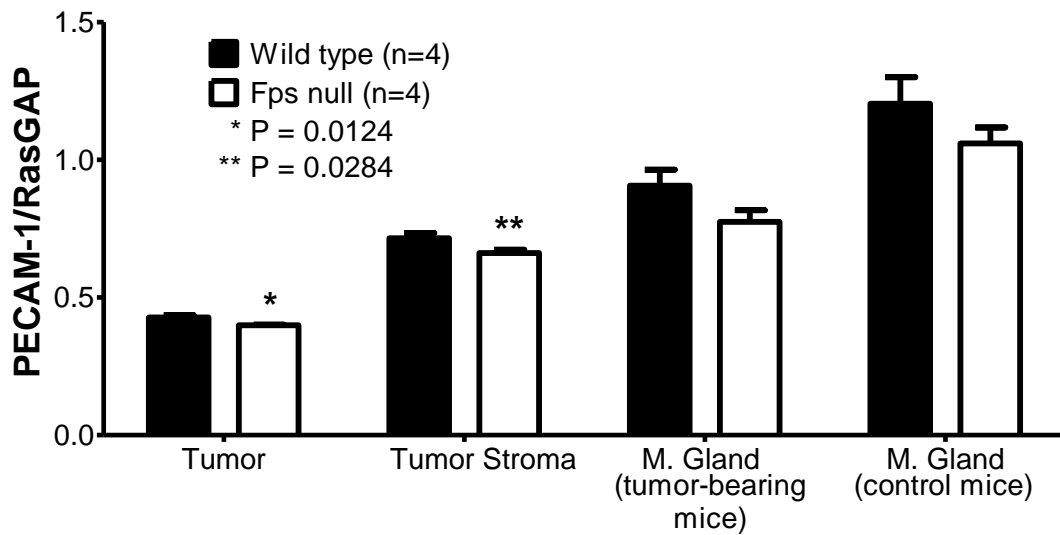 PECAM-1/RasGAP
1.5
1.0
0.5
0.0
Wild type (n=4)
Fps null (n=4)
* P = 0.0124
** P = 0.0284
*
**
Tumor
Tumor Stroma
M. Gland
(tumor-bearing
mice)
M. Gland
(control mice)